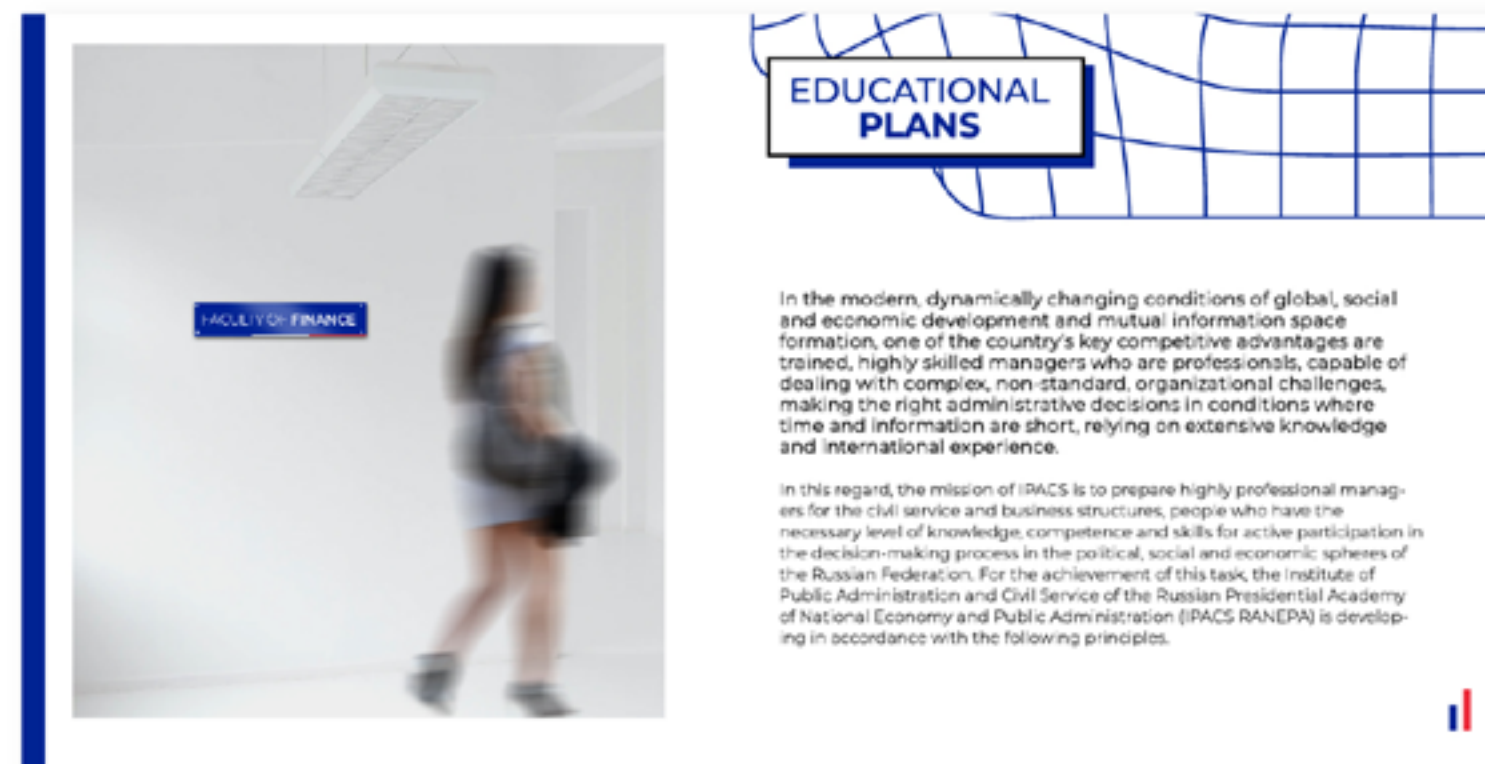 FACULTY OF FINANCE
EDUCATIONAL
PLANS
In the modern, dynamically changing conditions of global, social
and economic development and mutual information space
formation, one of the country's key competitive advantages are
trained, highly skilled managers who are professionals, capable of
dealing with complex, non-standard, organizational challenges,
making the right administrative decisions in conditions where
time and information are short, relying on extensive knowledge
and international experience.
In this regard, the mission of IPACS is to prepare highly professional manag-
ers for the civil service and business structures, people who have the
necessary level of knowledge, competence and skills for active participation in
the decision-making process in the political, social and economic spheres of
the Russian Federation. For the achievement of this task, the Institute of
Public Administration and Civil Service of the Russian Presidential Academy
of National Economy and Public Administration (IPACS RANEPA) is develop-
ing in accordance with the following principles.